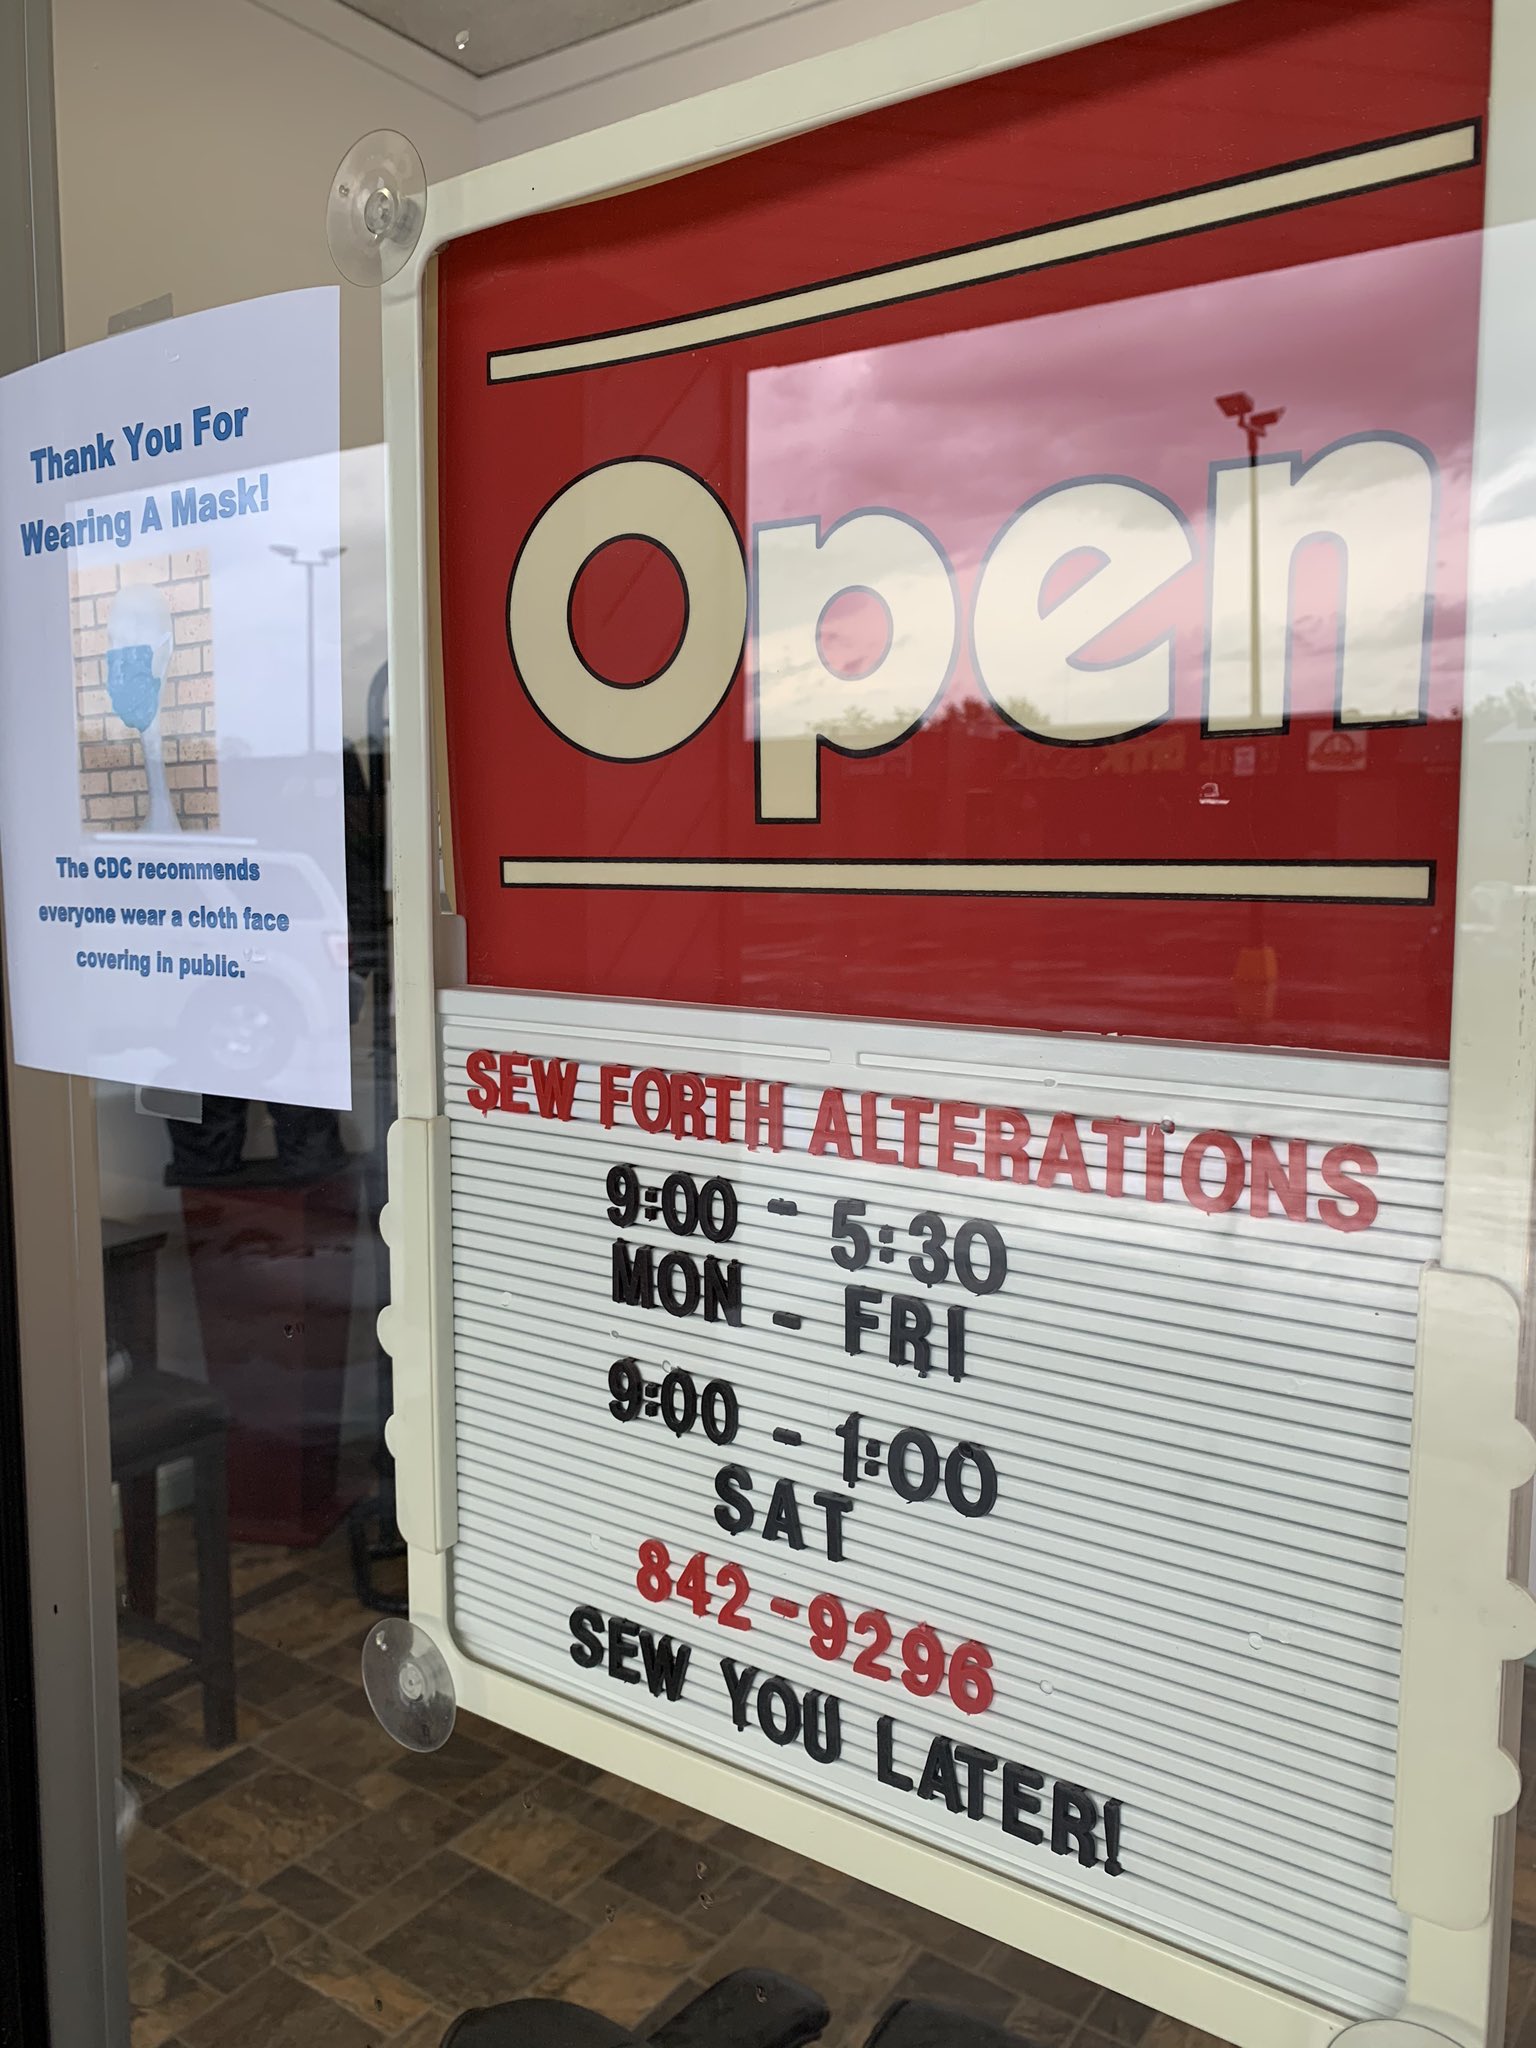 Thank You For
Wearing A Mask!
The CDC recommends
everyone wear a cloth face
covering in public.
Open
SEW FORTH ALTERATIONS
9:00 - 5:30
MON - FRI
9:00 - 1:00
SAT
842-9296
SEW YOU LATER!